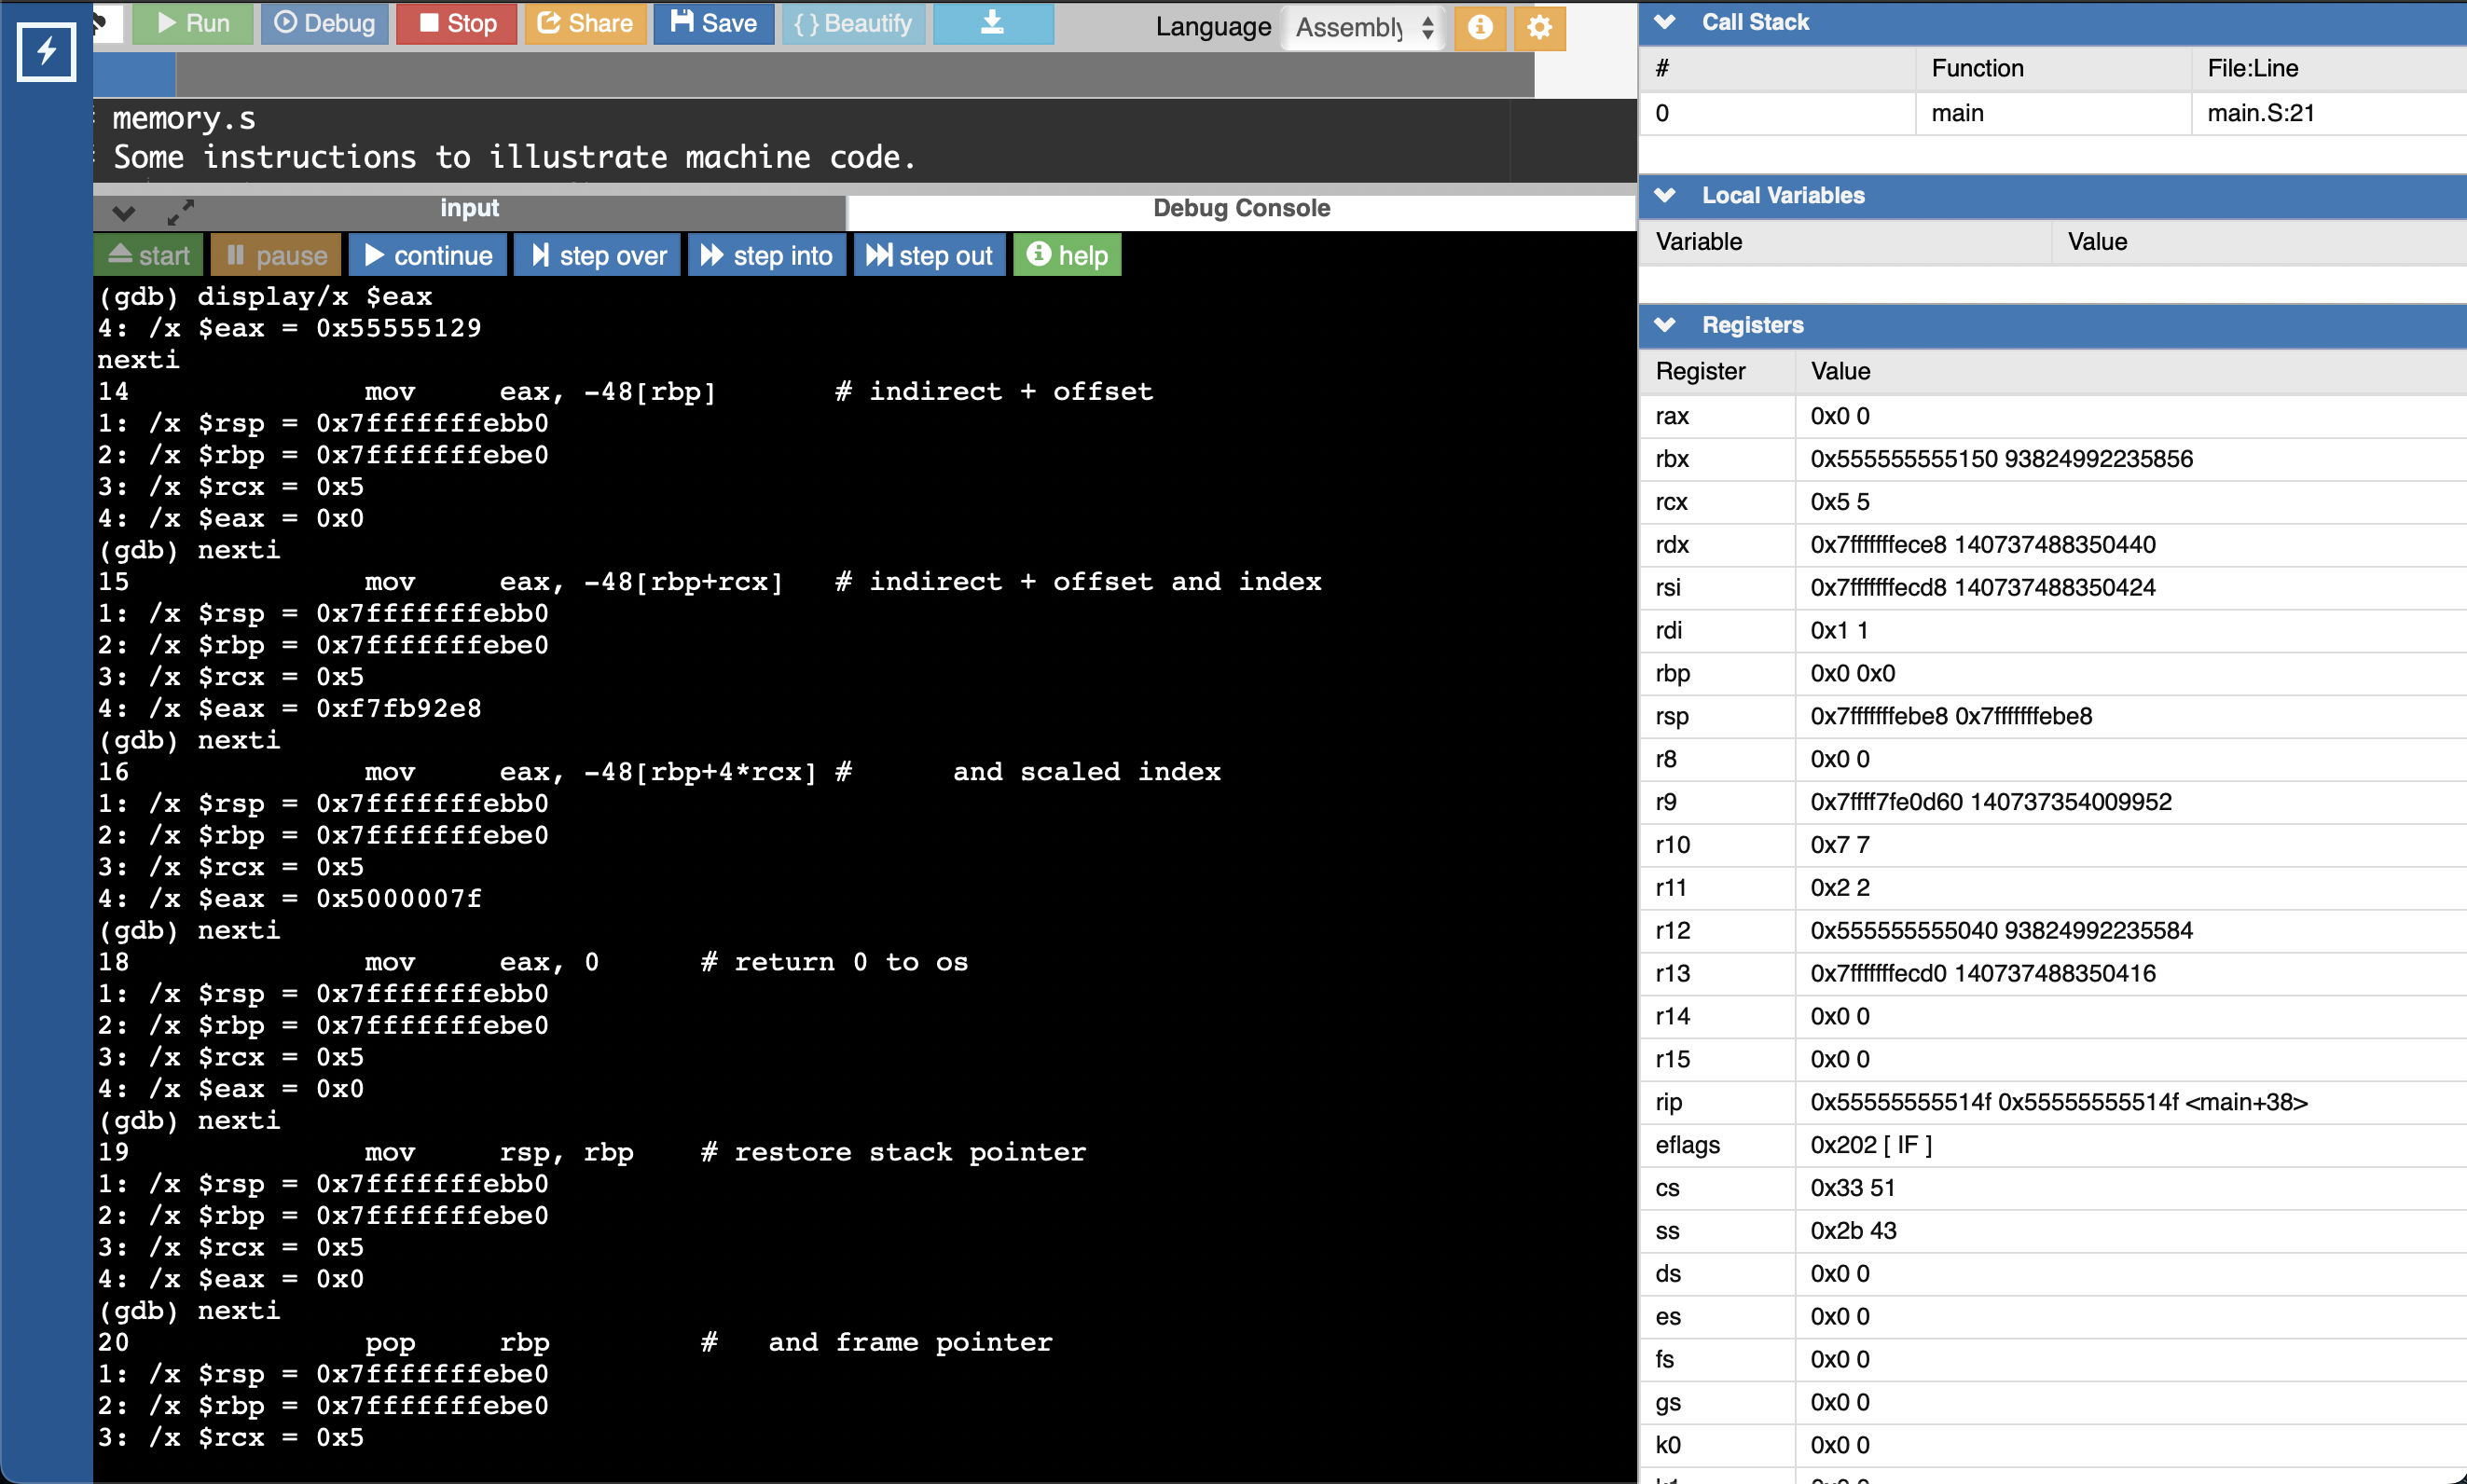 Run Debug Stop Share Save {} Beautify Language Assembly
memory.s
Some instructions to illustrate machine code.
input Debug Console
start pause continue step over step into step out help
(gdb) display/x $eax
4: /x $eax = 0x55555129
nexti
14 mov eax, -48[rbp] # indirect + offset
1: /x $rsp = 0x7fffffffebb0
2: /x $rbp = 0x7fffffffebe0
3: /x $rcx = 0x5
4: /x $eax = 0x0
(gdb) nexti
15 mov eax, -48[rbp+rcx] # indirect + offset and index
1: /x $rsp = 0x7fffffffebb0
2: /x $rbp = 0x7fffffffebe0
3: /x $rcx = 0x5
4: /x $eax = 0xf7fb92e8
(gdb) nexti
16 mov eax, -48[rbp+4*rcx] # and scaled index
1: /x $rsp = 0x7fffffffebb0
2: /x $rbp = 0x7fffffffebe0
3: /x $rcx = 0x5
4: /x $eax = 0x5000007f
(gdb) nexti
18 mov eax, 0 # return 0 to os
1: /x $rsp = 0x7fffffffebb0
2: /x $rbp = 0x7fffffffebe0
3: /x $rcx = 0x5
4: /x $eax = 0x0
(gdb) nexti
19 mov rsp, rbp # restore stack pointer
1: /x $rsp = 0x7fffffffebb0
2: /x $rbp = 0x7fffffffebe0
3: /x $rcx = 0x5
4: /x $eax = 0x0
(gdb) nexti
20 pop rbp # and frame pointer
1: /x $rsp = 0x7fffffffebe0
2: /x $rbp = 0x7fffffffebe0
3: /x $rcx = 0x5
Call Stack
# Function File:Line
0 main main.S:21
Local Variables
Variable Value
Registers
Register Value
rax 0x0 0
rbx 0x555555555150 93824992235856
rcx 0x5 5
rdx 0x7fffffffece8 140737488350440
rsi 0x7fffffffecd8 140737488350424
rdi 0x1 1
rbp 0x0 0x0
rsp 0x7fffffffebe8 0x7fffffffebe8
r8 0x0 0
r9 0x7ffff7fe0d60 140737354009952
r10 0x7 7
r11 0x2 2
r12 0x555555555040 93824992235584
r13 0x7fffffffecd0 140737488350416
r14 0x0 0
r15 0x0 0
rip 0x55555555514f 0x55555555514f <main+38>
eflags 0x202 [ IF ]
cs 0x33 51
ss 0x2b 43
ds 0x0 0
es 0x0 0
fs 0x0 0
gs 0x0 0
k0 0x0 0